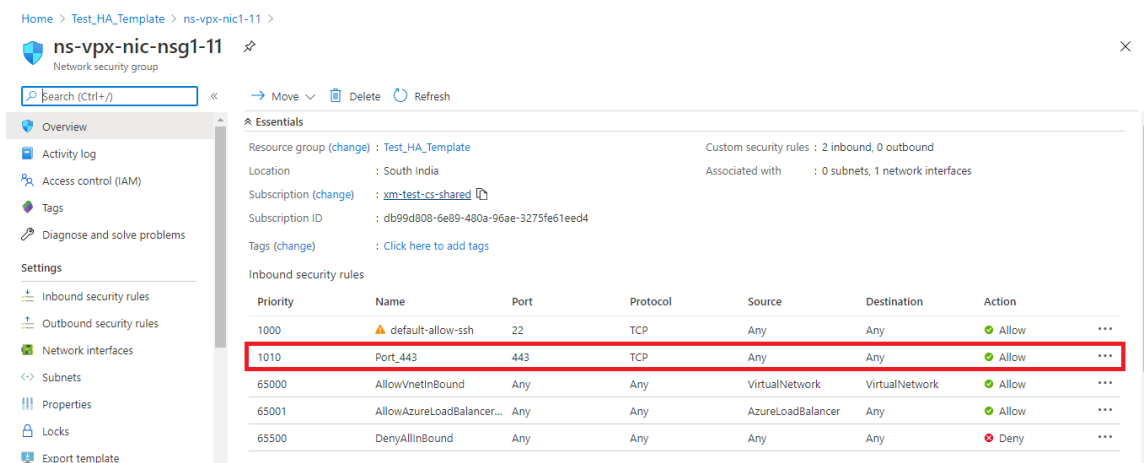 Home > Test_HA_Template > ns-vpx-nic1-11 >
ns-vpx-nic-nsg1-11
Network security group
Search (Ctrl+/)
«
Move
Delete
Refresh
Overview
Activity log
Access control (IAM)
Tags
Diagnose and solve problems
Settings
Inbound security rules
Outbound security rules
Network interfaces
Subnets
Properties
Locks
Export template
Essentials
Resource group (change) : Test_HA_Template
Custom security rules : 2 inbound, 0 outbound
Location : South India
Associated with : 0 subnets, 1 network interfaces
Subscription (change) : xm-test-cs-shared
Subscription ID : db99d808-6e89-480a-96ae-3275fe61eed4
Tags (change) : Click here to add tags
Inbound security rules
Priority Name Port Protocol Source Destination Action
1000 default-allow-ssh 22 TCP Any Any Allow ...
1010 Port_443 443 TCP Any Any Allow ...
65000 AllowVnetInBound Any Any VirtualNetwork VirtualNetwork Allow ...
65001 AllowAzureLoadBalancer... Any Any AzureLoadBalancer Any Allow ...
65500 DenyAllInBound Any Any Any Any Deny ...